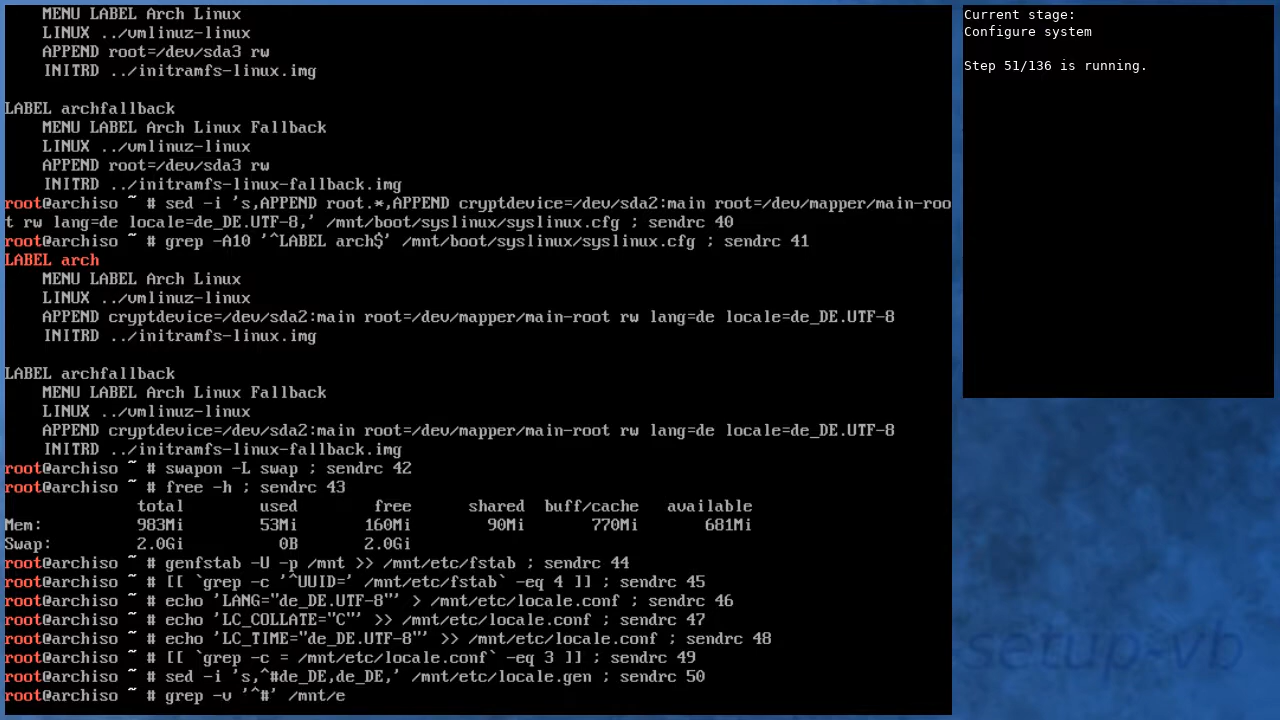 MENU LABEL Arch Linux
    LINUX ../vmlinuz-linux
    APPEND root=/dev/sda3 rw
    INITRD ../initramfs-linux.img

LABEL archfallback
    MENU LABEL Arch Linux Fallback
    LINUX ../vmlinuz-linux
    APPEND root=/dev/sda3 rw
    INITRD ../initramfs-linux-fallback.img
root@archiso ~ # sed -i 's,APPEND root.*,APPEND cryptdevice=/dev/sda2:main root=/dev/mapper/main-roo
t rw lang=de locale=de_DE.UTF-8,' /mnt/boot/syslinux/syslinux.cfg ; sendrc 40
root@archiso ~ # grep -A10 '^LABEL arch$' /mnt/boot/syslinux/syslinux.cfg ; sendrc 41
LABEL arch
    MENU LABEL Arch Linux
    LINUX ../vmlinuz-linux
    APPEND cryptdevice=/dev/sda2:main root=/dev/mapper/main-root rw lang=de locale=de_DE.UTF-8
    INITRD ../initramfs-linux.img

LABEL archfallback
    MENU LABEL Arch Linux Fallback
    LINUX ../vmlinuz-linux
    APPEND cryptdevice=/dev/sda2:main root=/dev/mapper/main-root rw lang=de locale=de_DE.UTF-8
    INITRD ../initramfs-linux-fallback.img
root@archiso ~ # swapon -L swap ; sendrc 42
root@archiso ~ # free -h ; sendrc 43
              total        used        free      shared  buff/cache   available
Mem:          983Mi        53Mi       160Mi        90Mi       770Mi       681Mi
Swap:         2.0Gi          0B       2.0Gi
root@archiso ~ # genfstab -U -p /mnt >> /mnt/etc/fstab ; sendrc 44
root@archiso ~ # [[ `grep -c '^UUID=' /mnt/etc/fstab` -eq 4 ]] ; sendrc 45
root@archiso ~ # echo 'LANG="de_DE.UTF-8"' > /mnt/etc/locale.conf ; sendrc 46
root@archiso ~ # echo 'LC_COLLATE="C"' >> /mnt/etc/locale.conf ; sendrc 47
root@archiso ~ # echo 'LC_TIME="de_DE.UTF-8"' >> /mnt/etc/locale.conf ; sendrc 48
root@archiso ~ # [[ `grep -c = /mnt/etc/locale.conf` -eq 3 ]] ; sendrc 49
root@archiso ~ # sed -i 's,^#de_DE,de_DE,' /mnt/etc/locale.gen ; sendrc 50
root@archiso ~ # grep -v '^#' /mnt/e
Current stage:
Configure system

Step 51/136 is running.
setup-vb